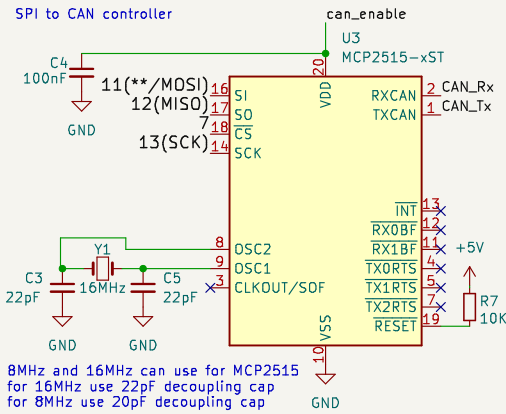 SPI to CAN controller
can_enable
U3
MCP2515-xST
C4
100nF
GND
20
VDD
11(**/MOSI)
16
SI
12(MISO)
17
SO
7
18
CS
13(SCK)
14
SCK
RXCAN
2
CAN_Rx
TXCAN
1
CAN_Tx
INT
13
RX0BF
12
RX1BF
11
TX0RTS
4
TX1RTS
5
TX2RTS
7
RESET
19
+5V
R7
10K
8
OSC2
9
OSC1
3
CLKOUT/SOF
Y1
16MHz
C3
22pF
C5
22pF
GND
GND
VSS
10
GND
8MHz and 16MHz can use for MCP2515
for 16MHz use 22pF decoupling cap
for 8MHz use 20pF decoupling cap